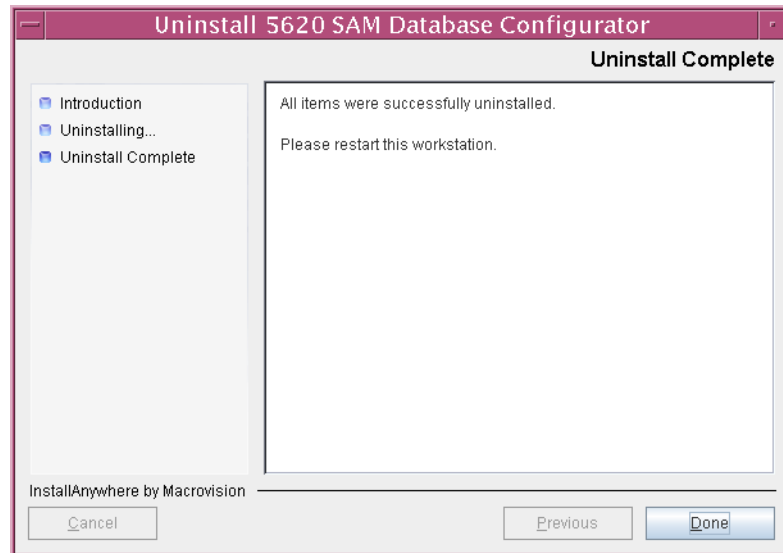 Uninstall 5620 SAM Database Configurator
Uninstall Complete
Introduction
Uninstalling...
Uninstall Complete
All items were successfully uninstalled.
Please restart this workstation.
InstallAnywhere by Macrovision
Cancel
Previous
Done